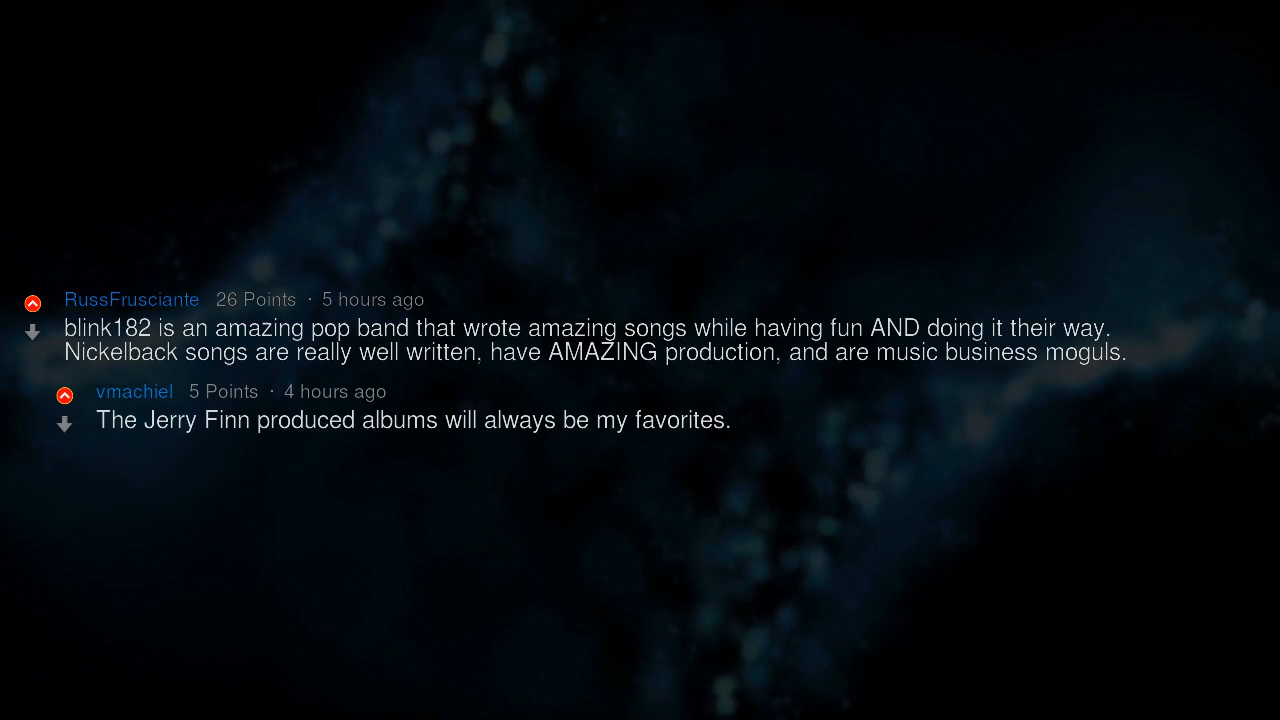 RussFrusciante 26 Points · 5 hours ago
blink182 is an amazing pop band that wrote amazing songs while having fun AND doing it their way.
Nickelback songs are really well written, have AMAZING production, and are music business moguls.
vmachiel 5 Points · 4 hours ago
The Jerry Finn produced albums will always be my favorites.